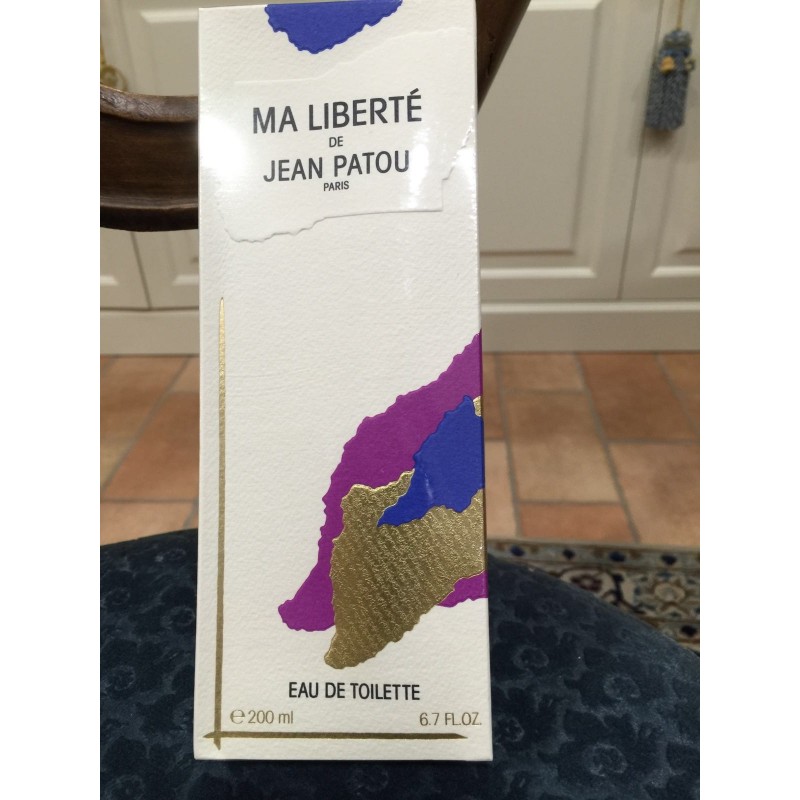 MA LIBERTÉ
DE
JEAN PATOU
PARIS
EAU DE TOILETTE
℮ 200 ml 6.7 FL.OZ.